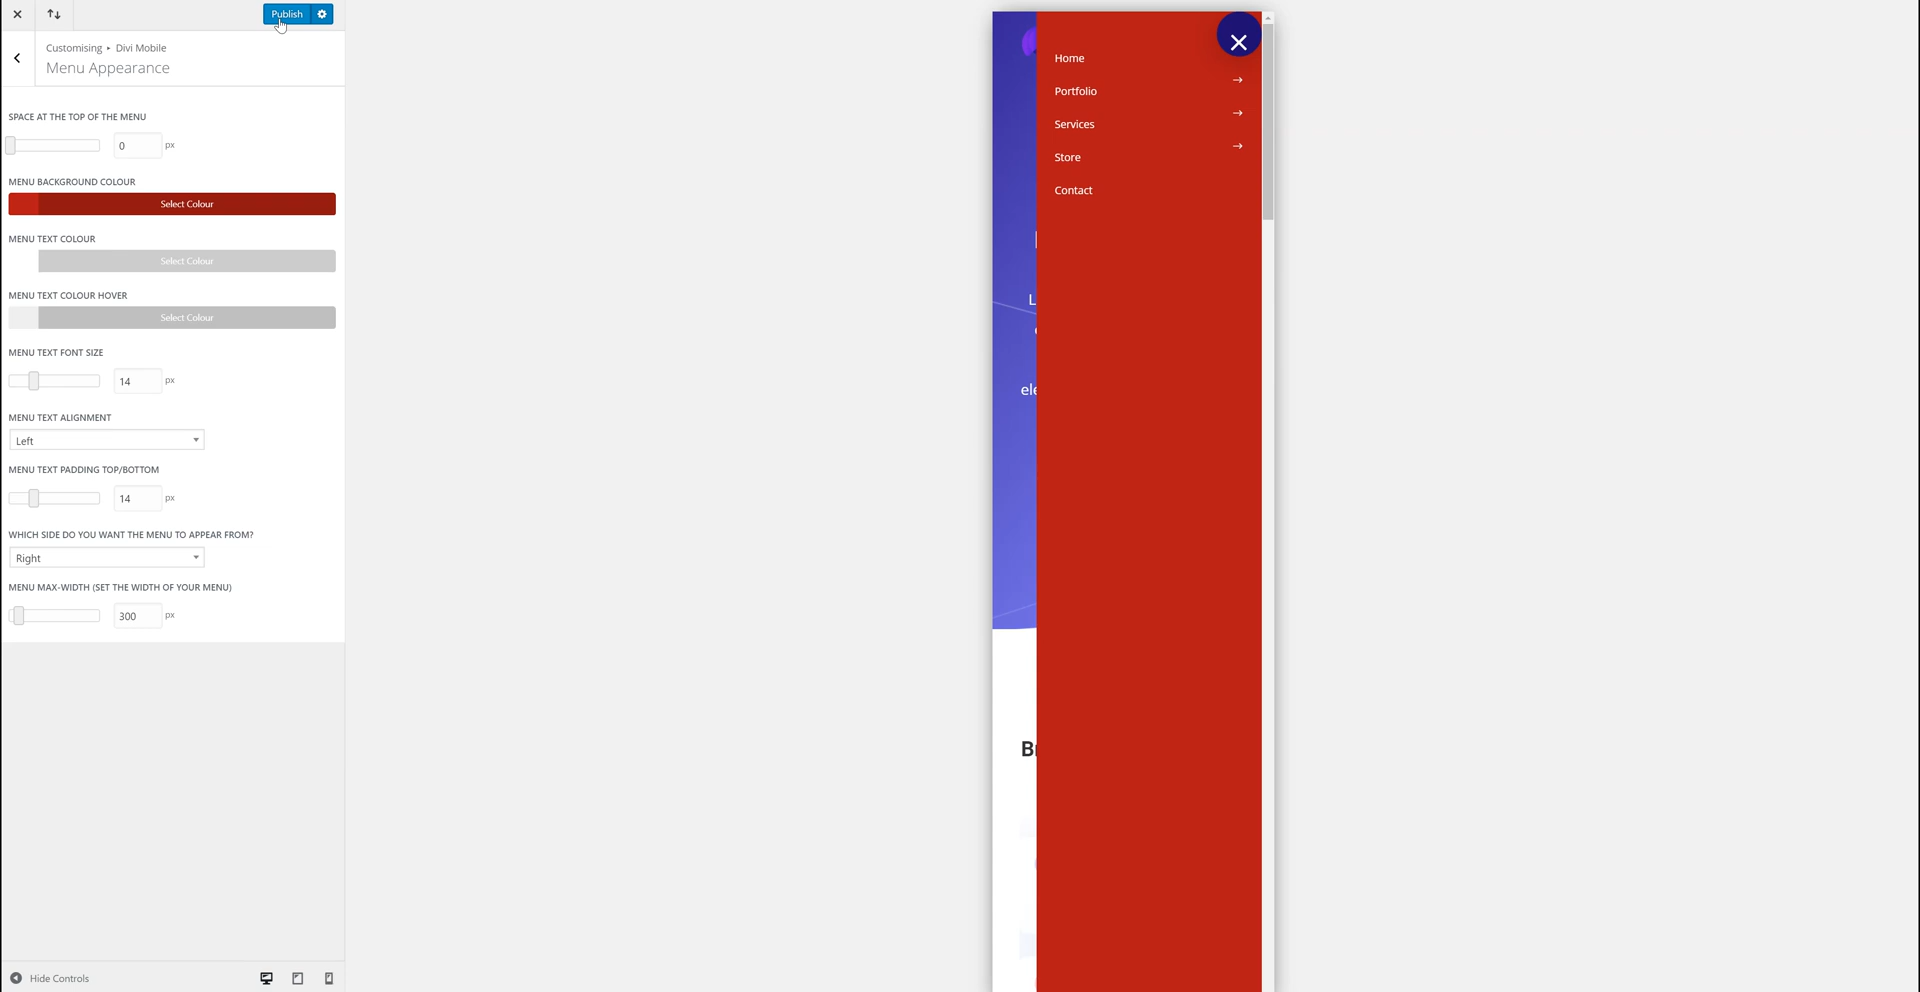 Publish
Customising ▸ Divi Mobile
Menu Appearance
SPACE AT THE TOP OF THE MENU
0 px
MENU BACKGROUND COLOUR
Select Colour
MENU TEXT COLOUR
Select Colour
MENU TEXT COLOUR HOVER
Select Colour
MENU TEXT FONT SIZE
14 px
MENU TEXT ALIGNMENT
Left
MENU TEXT PADDING TOP/BOTTOM
14 px
WHICH SIDE DO YOU WANT THE MENU TO APPEAR FROM?
Right
MENU MAX-WIDTH (SET THE WIDTH OF YOUR MENU)
300 px
Hide Controls
Home
Portfolio
Services
Store
Contact
L
ele